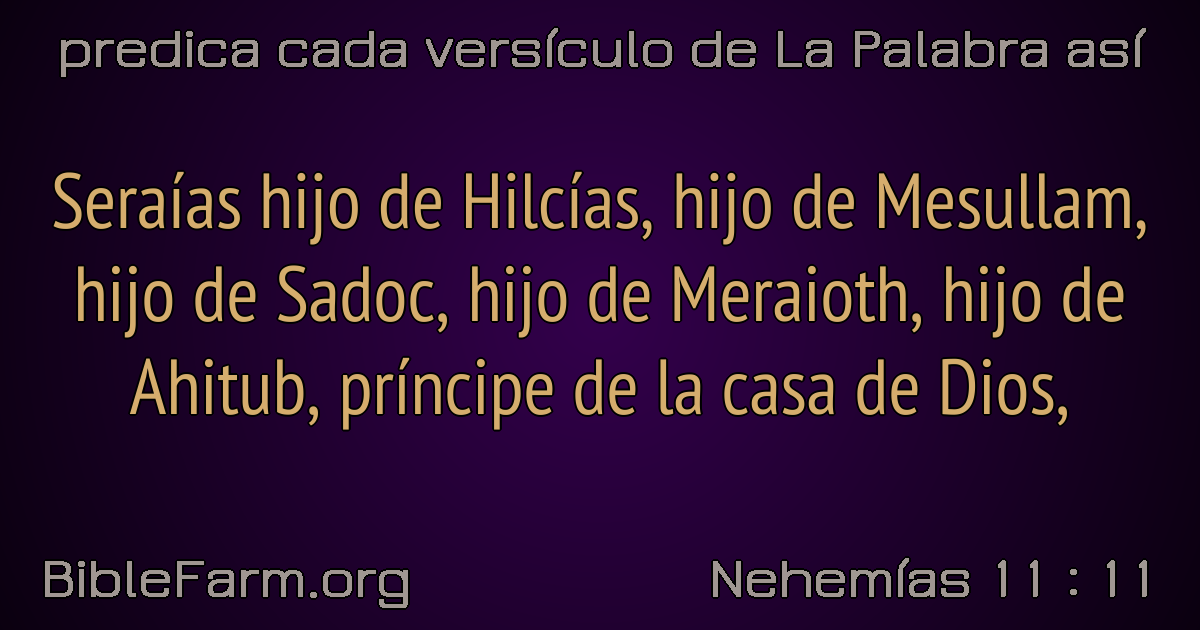 predica cada versículo de La Palabra así
Seraías hijo de Hilcías, hijo de Mesullam,
hijo de Sadoc, hijo de Meraioth, hijo de
Ahitub, príncipe de la casa de Dios,
BibleFarm.org
Nehemías 11 : 11